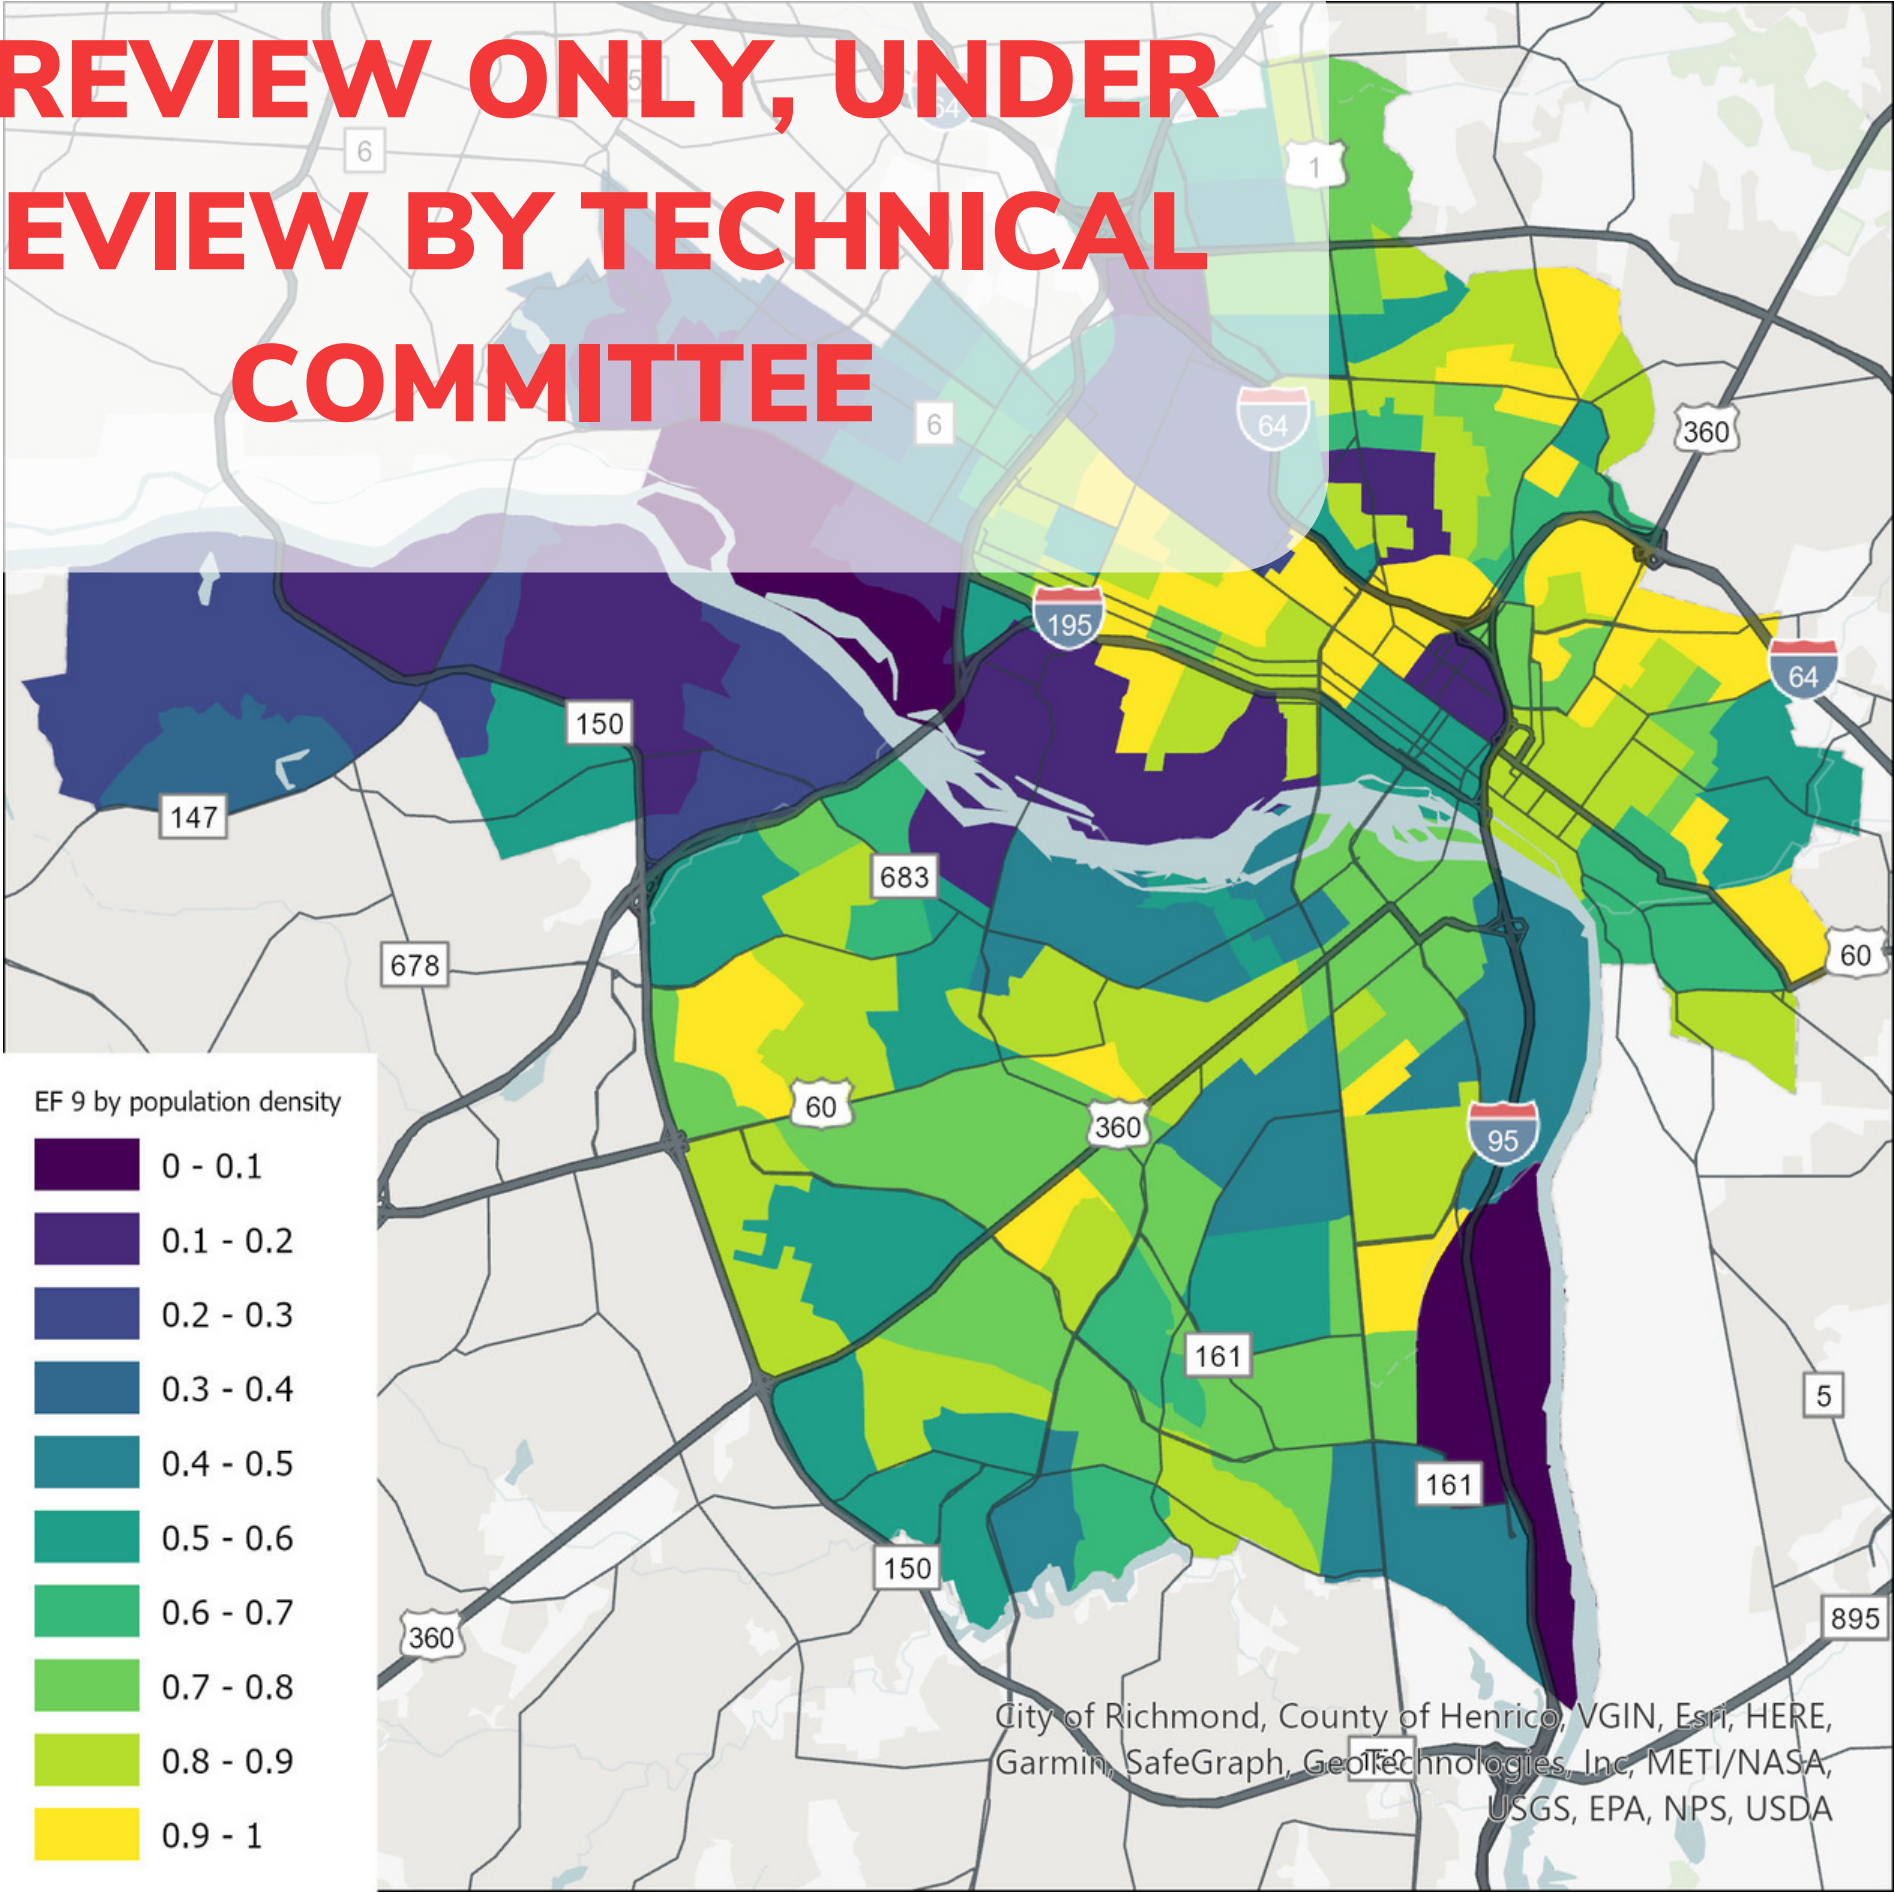 REVIEW ONLY, UNDER
EVIEW BY TECHNICAL
COMMITTEE
5
64
6
1
6
64
360
195
64
150
147
683
678
60
60
360
95
161
5
161
150
360
895
150
EF 9 by population density
0 - 0.1
0.1 - 0.2
0.2 - 0.3
0.3 - 0.4
0.4 - 0.5
0.5 - 0.6
0.6 - 0.7
0.7 - 0.8
0.8 - 0.9
0.9 - 1
City of Richmond, County of Henrico, VGIN, Esri, HERE,
Garmin, SafeGraph, GeoTechnologies, Inc, METI/NASA,
USGS, EPA, NPS, USDA